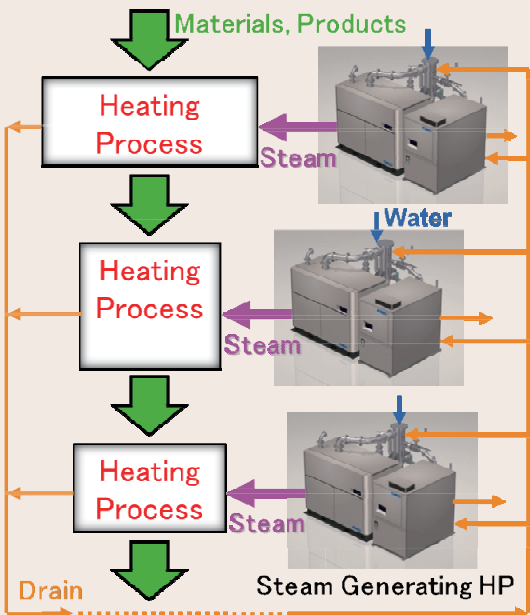 Materials, Products
Heating
Process
Steam
Water
Heating
Process
Steam
Heating
Process
Steam
Drain
Steam Generating HP